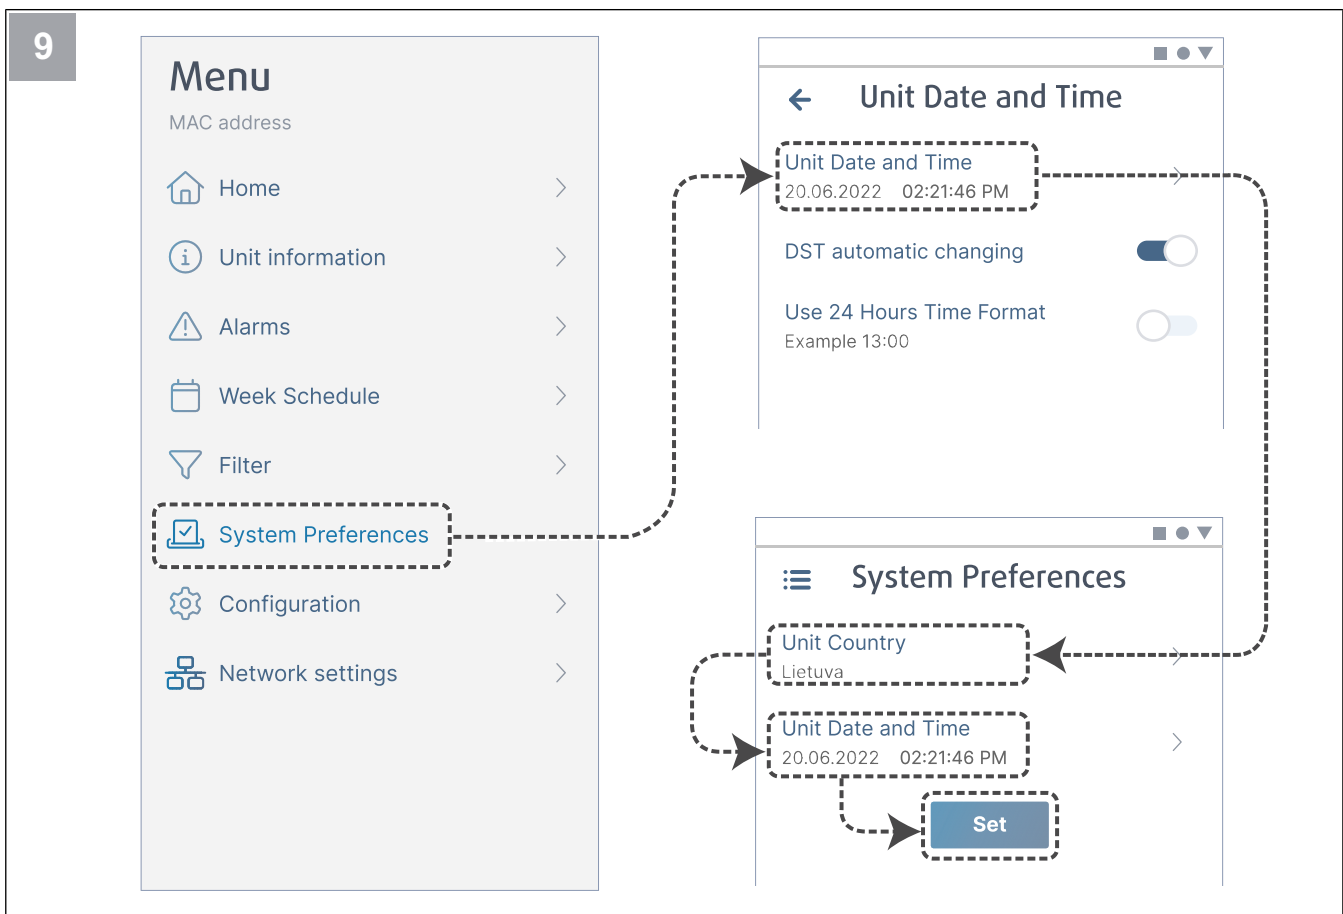 9
Menu
MAC address
Home
Unit information
Alarms
Week Schedule
Filter
System Preferences
Configuration
Network settings
Unit Date and Time
Unit Date and Time
20.06.2022 02:21:46 PM
DST automatic changing
Use 24 Hours Time Format
Example 13:00
System Preferences
Unit Country
Lietuva
Unit Date and Time
20.06.2022 02:21:46 PM
Set